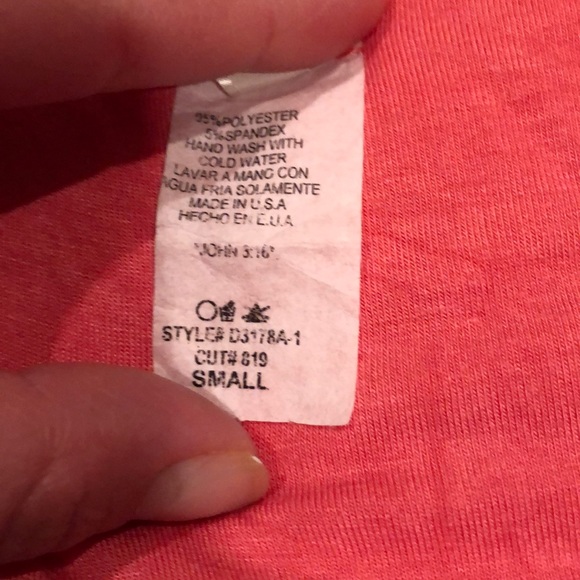 95%POLYESTER
5%SPANDEX
HAND WASH WITH
COLD WATER
LAVAR A MANO CON
AGUA FRIA SOLAMENTE
MADE IN U.S.A
HECHO EN E.U.A
*JOHN 3:16*
STYLE# D3178A-1
CUT# 819
SMALL